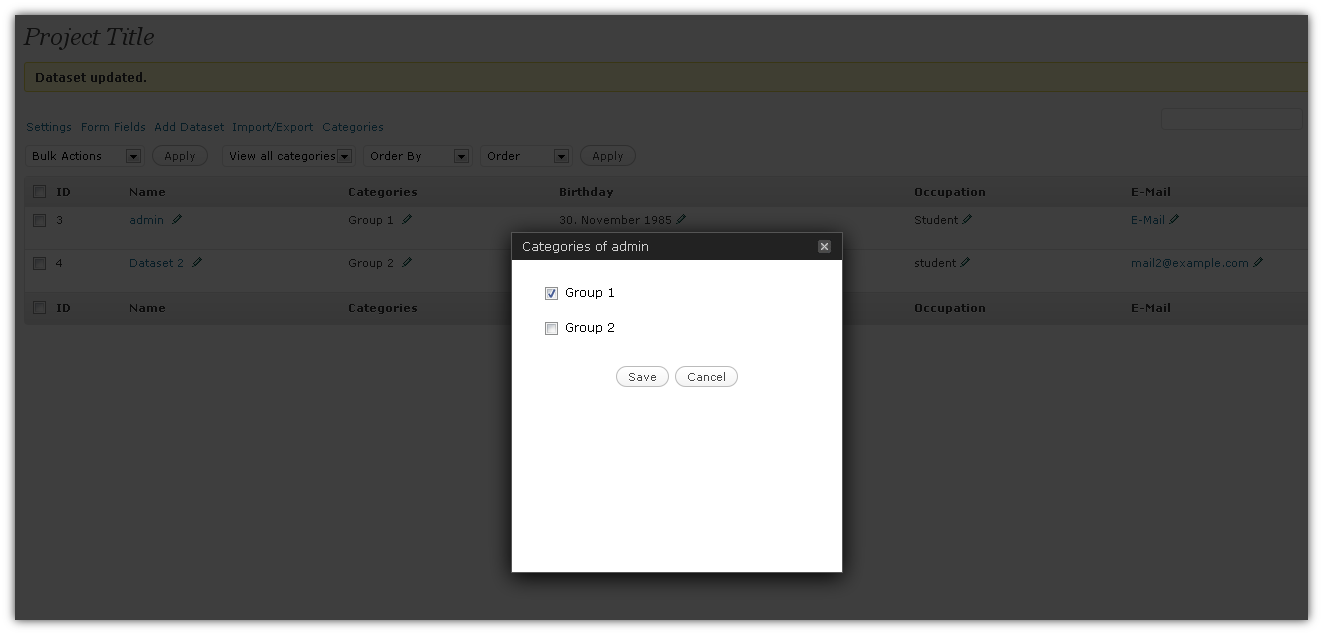 Project Title
Dataset updated.
Settings Form Fields Add Dataset Import/Export Categories
Bulk Actions Apply View all categories Order By Order Apply
ID Name Categories Birthday Occupation E-Mail
3 admin Group 1 30. November 1985 Student E-Mail
Categories of admin
4 Dataset 2 Group 2 student mail2@example.com
Group 1
ID Name Categories Occupation E-Mail
Group 2
Save Cancel